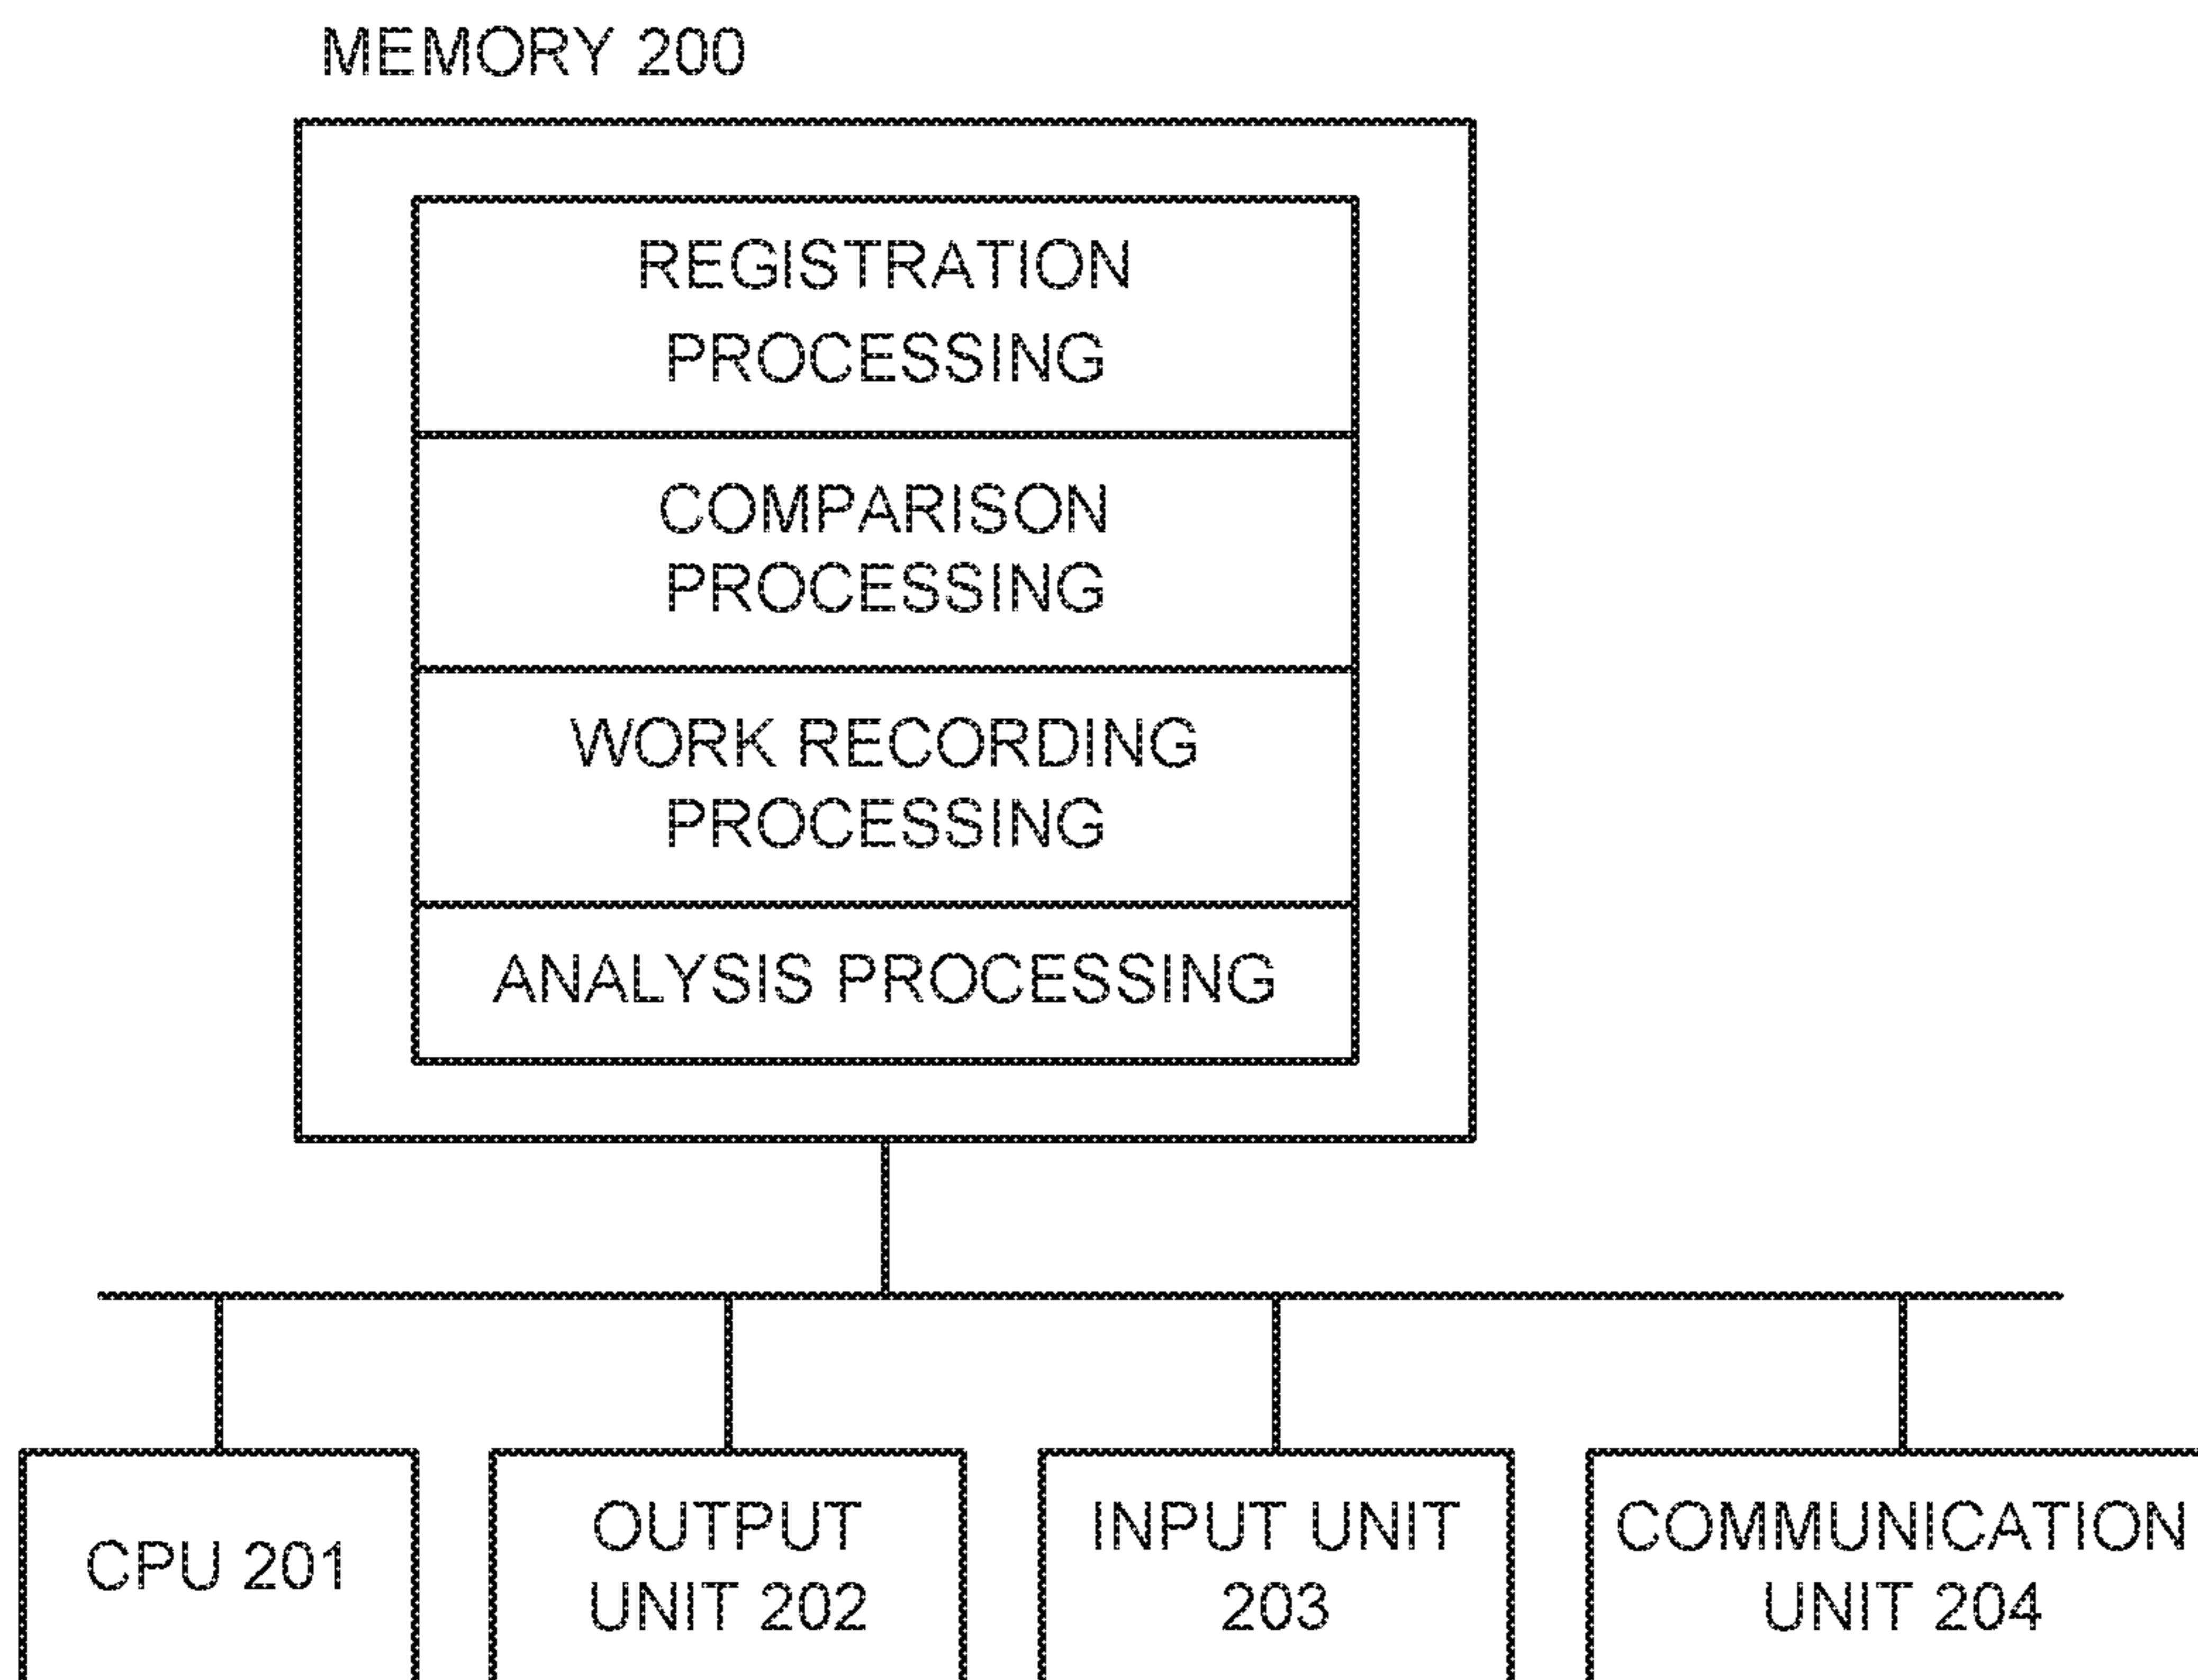 MEMORY 200
REGISTRATION
PROCESSING
COMPARISON
PROCESSING
WORK RECORDING
PROCESSING
ANALYSIS PROCESSING
CPU 201
OUTPUT
UNIT 202
INPUT UNIT
203
COMMUNICATION
UNIT 204